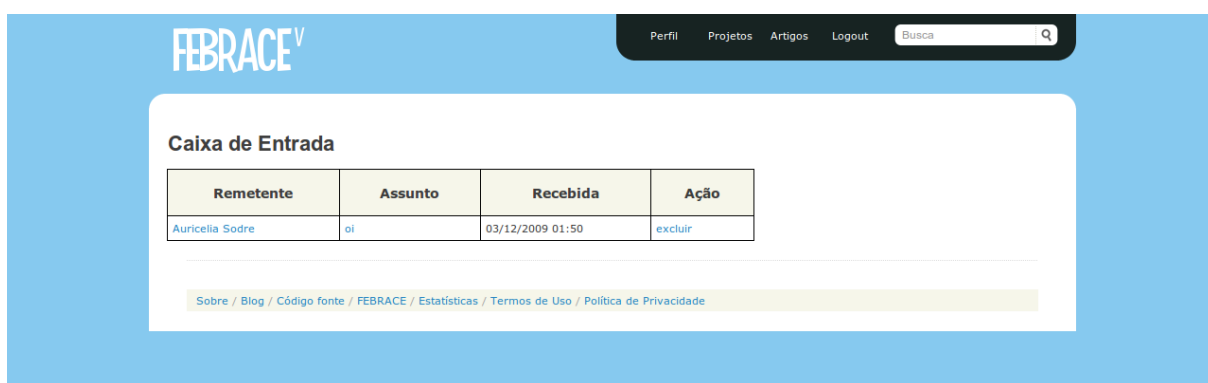 FEBRACE V
Perfil Projetos Artigos Logout Busca
Caixa de Entrada
Remetente Assunto Recebida Ação
Auricelia Sodre oi 03/12/2009 01:50 excluir
Sobre / Blog / Código fonte / FEBRACE / Estatísticas / Termos de Uso / Política de Privacidade